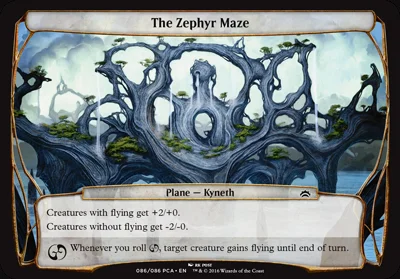 The Zephyr Maze
Plane — Kyneth
Creatures with flying get +2/+0.
Creatures without flying get -2/-0.
Whenever you roll , target creature gains flying until end of turn.
RK POST
086/086 PCA • EN ™ & © 2016 Wizards of the Coast